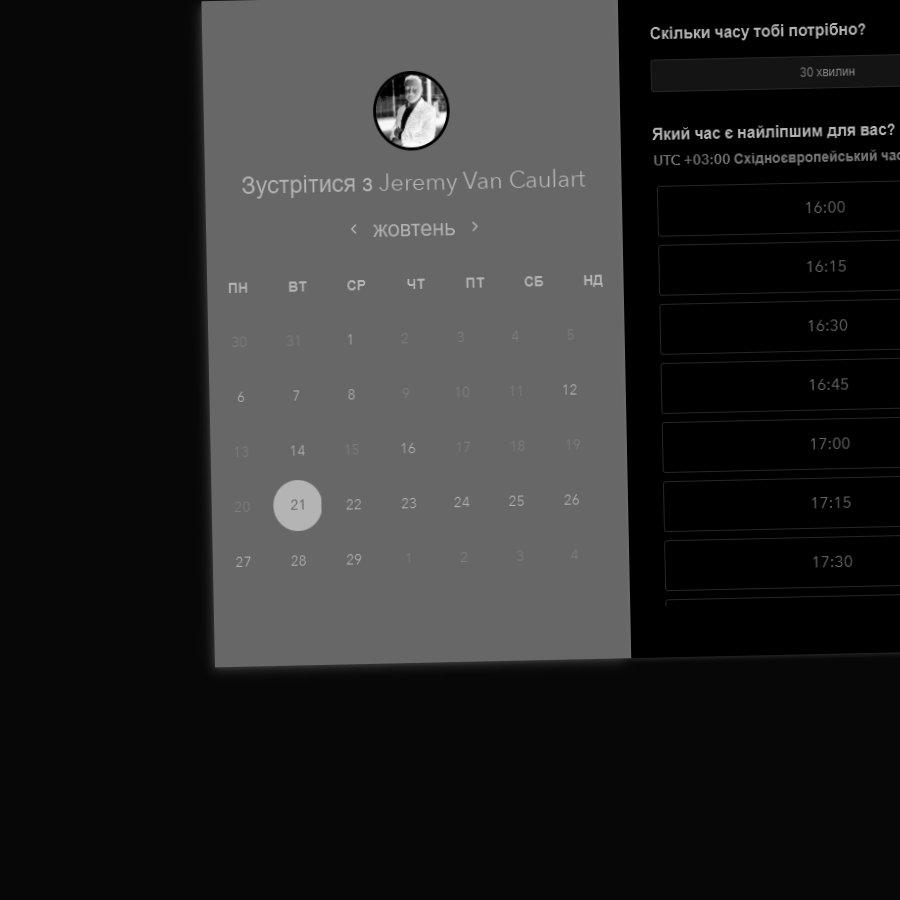 Зустрітися з Jeremy Van Caulart
жовтень
ПН ВТ СР ЧТ ПТ СБ НД
30 31 1 2 3 4 5
6 7 8 9 10 11 12
13 14 15 16 17 18 19
20 21 22 23 24 25 26
27 28 29 1 2 3 4
Скільки часу тобі потрібно?
30 хвилин
Який час є найліпшим для вас?
UTC +03:00 Східноєвропейський
16:00
16:15
16:30
16:45
17:00
17:15
17:30